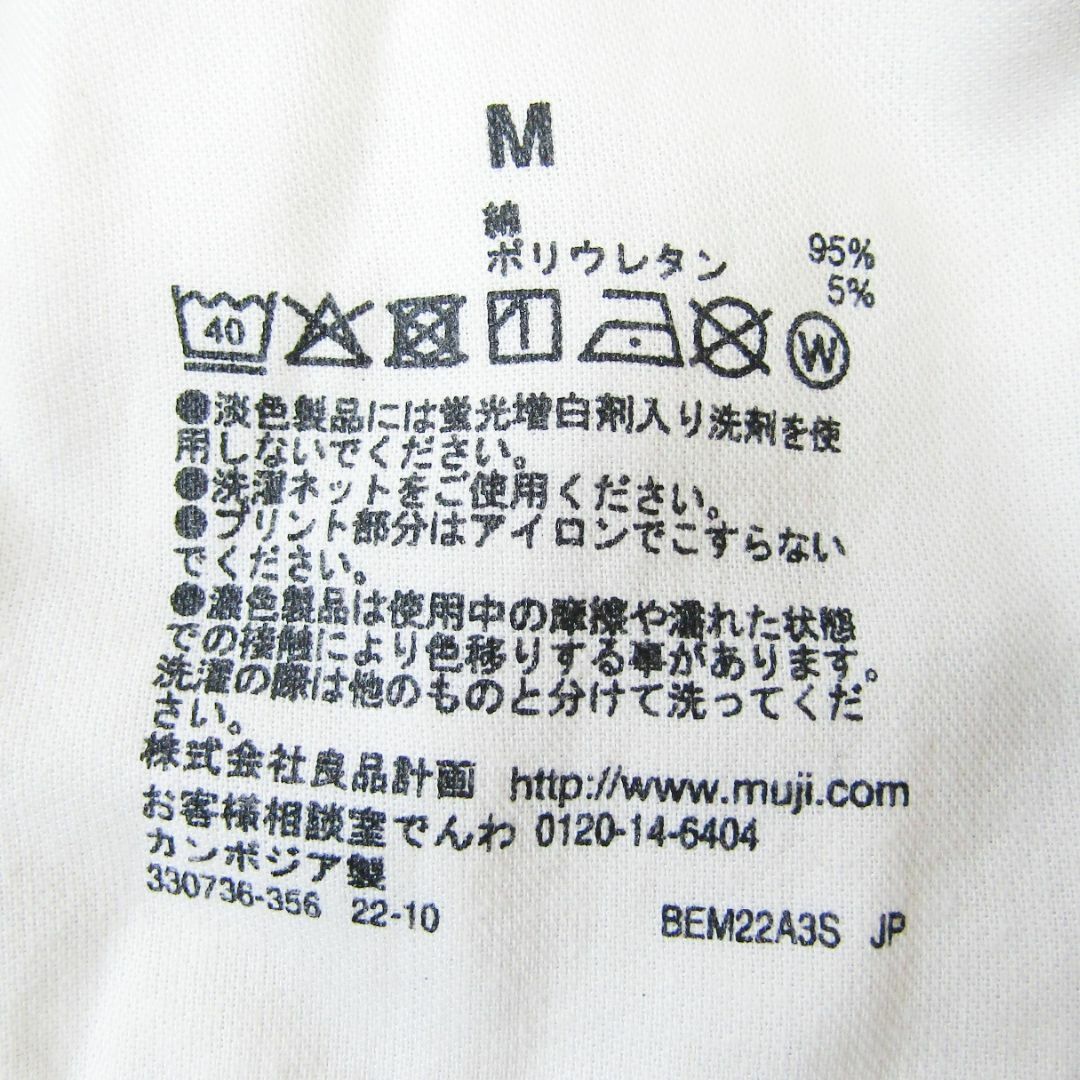 M
綿 95%
ポリウレタン 5%
40 W
●淡色製品には蛍光増白剤入り洗剤を使
用しないでください。
●洗濯ネットをご使用ください。
●プリント部分はアイロンでこすらない
でください。
●濃色製品は使用中の摩擦や濡れた状態
での接触により色移りする事があります。
洗濯の際は他のものと分けて洗ってくだ
さい。
株式会社良品計画 http://www.muji.com
お客様相談室でんわ 0120-14-6404
カンボジア製
330736-356 22-10 BEM22A3S JP